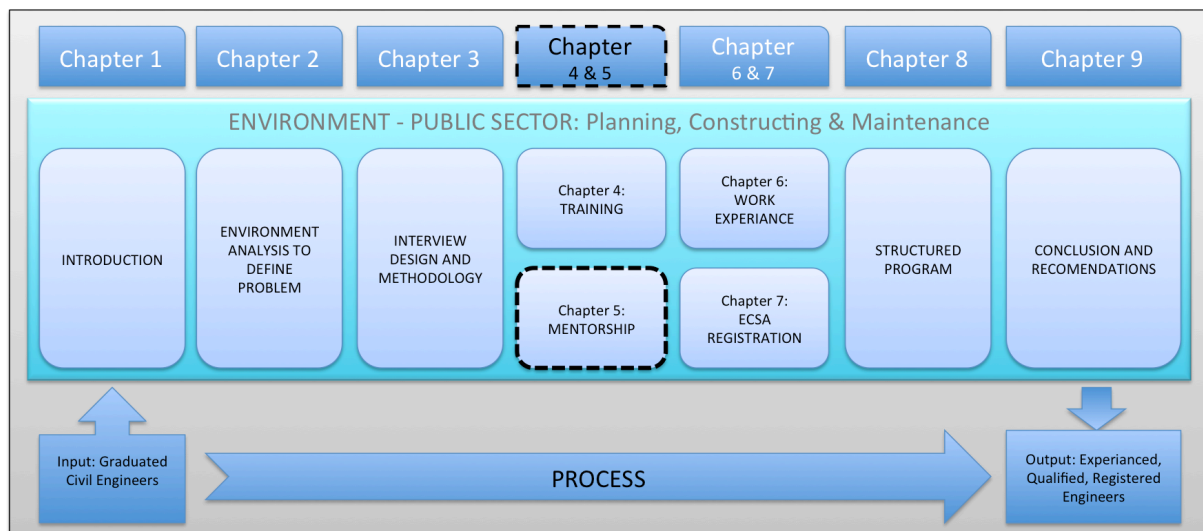 Chapter 1
Chapter 2
Chapter 3
Chapter
4 & 5
Chapter
6 & 7
Chapter 8
Chapter 9
ENVIRONMENT - PUBLIC SECTOR: Planning, Constructing & Maintenance
INTRODUCTION
ENVIRONMENT
ANALYSIS TO
DEFINE
PROBLEM
INTERVIEW
DESIGN AND
METHODOLOGY
Chapter 4:
TRAINING
Chapter 5:
MENTORSHIP
Chapter 6:
WORK
EXPERIANCE
Chapter 7:
ECSA
REGISTRATION
STRUCTURED
PROGRAM
CONCLUSION AND
RECOMENDATIONS
Input: Graduated
Civil Engineers
PROCESS
Output: Experianced,
Qualified, Registered
Engineers